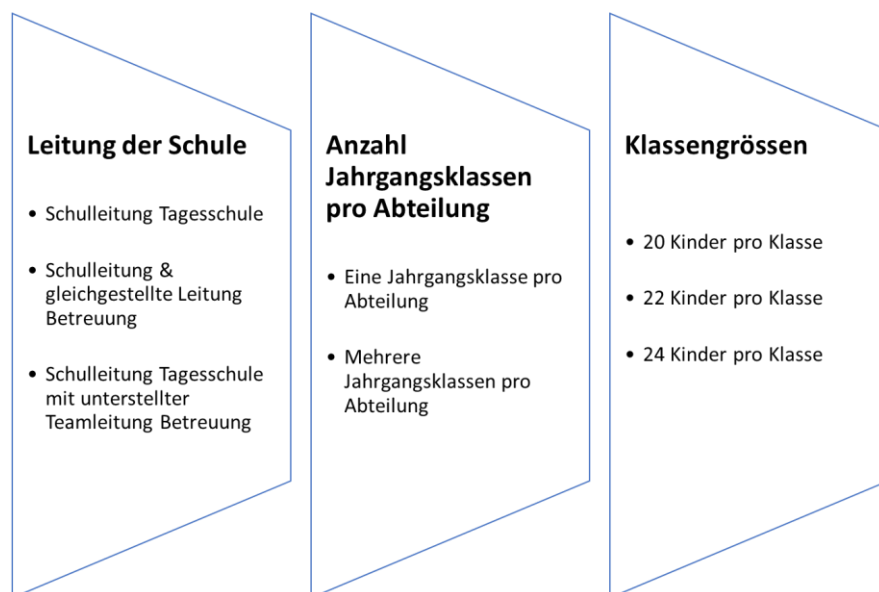 Leitung der Schule
• Schulleitung Tagesschule
• Schulleitung &
gleichgestellte Leitung
Betreuung
• Schulleitung Tagesschule
mit unterstellter
Teamleitung Betreuung
Anzahl
Jahrgangsklassen
pro Abteilung
• Eine Jahrgangsklasse pro
Abteilung
• Mehrere
Jahrgangsklassen pro
Abteilung
Klassengrössen
• 20 Kinder pro Klasse
• 22 Kinder pro Klasse
• 24 Kinder pro Klasse